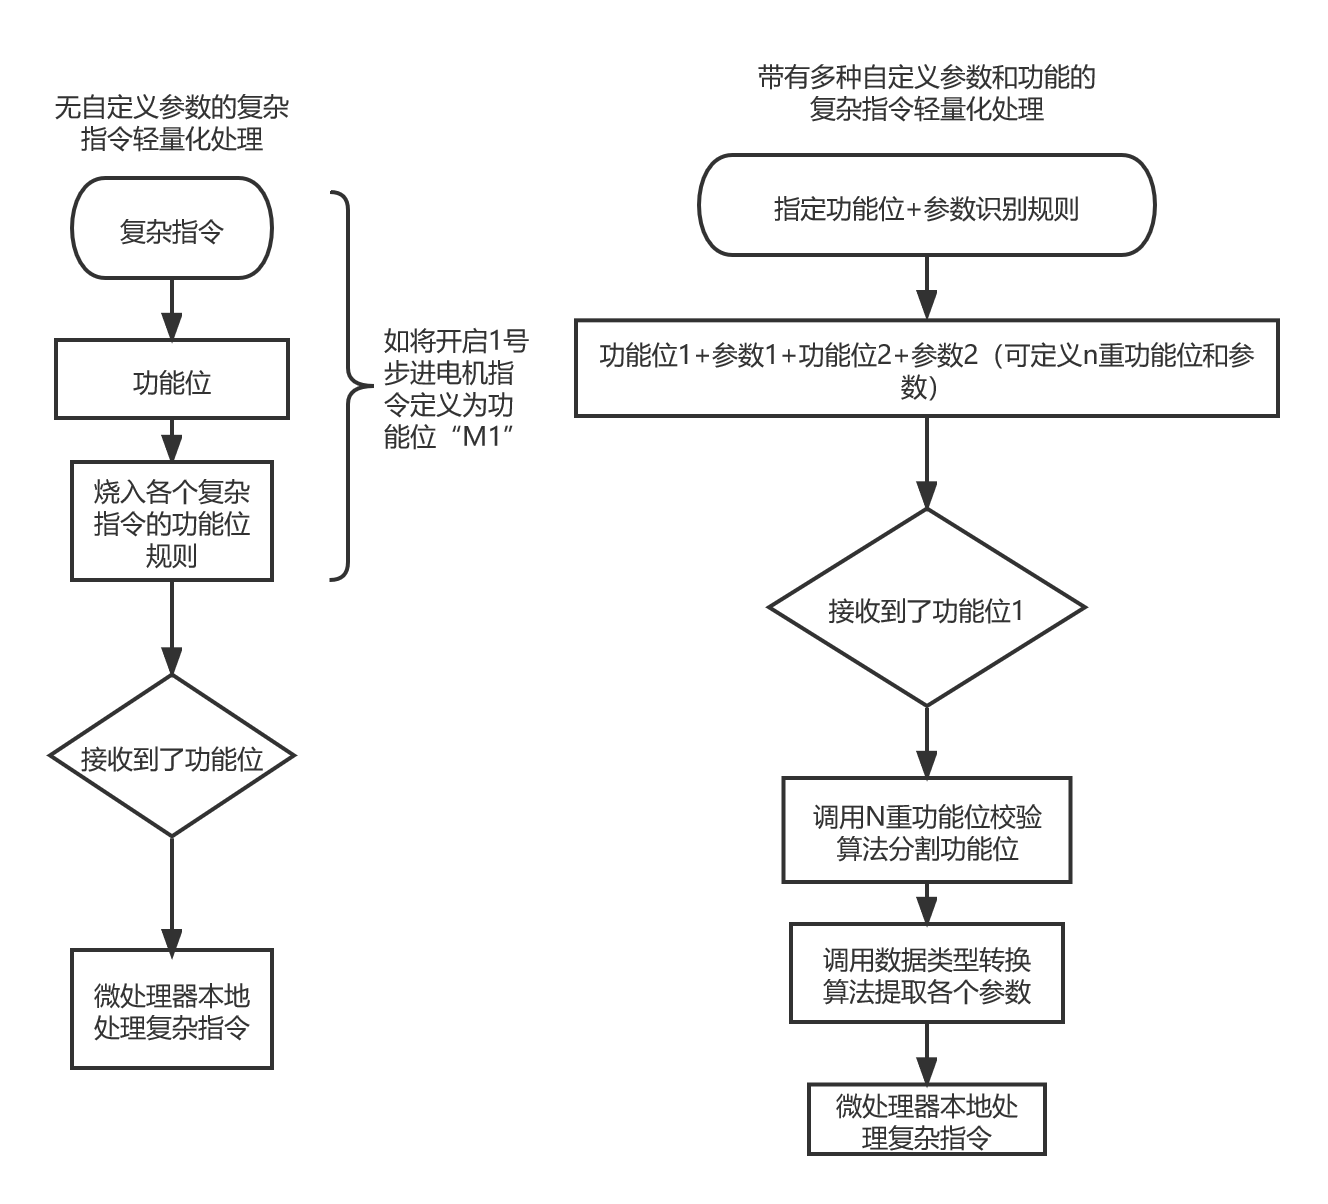 无自定义参数的复杂
指令轻量化处理
复杂指令
功能位
烧入各个复杂
指令的功能位
规则
接收到了功能位
微处理器本地
处理复杂指令
如将开启1号
步进电机指
令定义为功
能位“M1”
带有多种自定义参数和功能的
复杂指令轻量化处理
指定功能位+参数识别规则
功能位1+参数1+功能位2+参数2（可定义n重功能位和参
数）
接收到了功能位1
调用N重功能位校验
算法分割功能位
调用数据类型转换
算法提取各个参数
微处理器本地处
理复杂指令